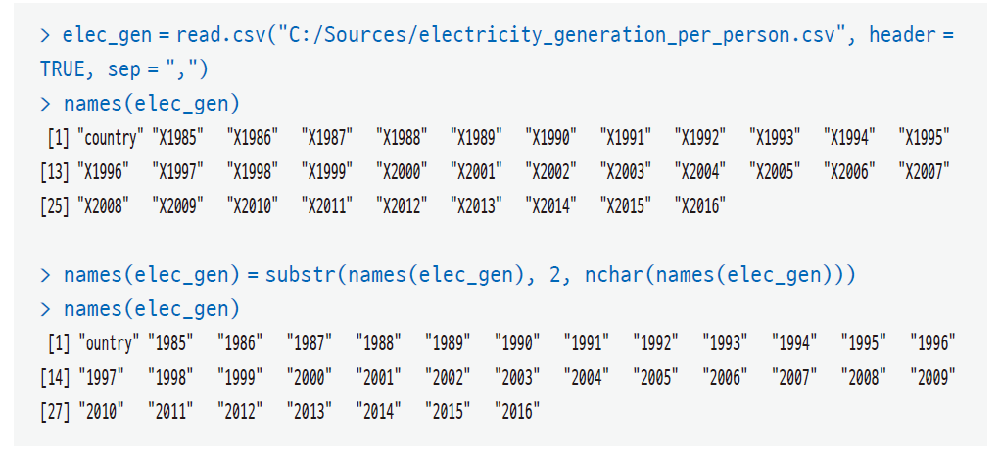 > elec_gen = read.csv("C:/Sources/electricity_generation_per_person.csv", header =
TRUE, sep = ",")
> names(elec_gen)
[1] "country" "X1985" "X1986" "X1987" "X1988" "X1989" "X1990" "X1991" "X1992" "X1993" "X1994" "X1995"
[13] "X1996" "X1997" "X1998" "X1999" "X2000" "X2001" "X2002" "X2003" "X2004" "X2005" "X2006" "X2007"
[25] "X2008" "X2009" "X2010" "X2011" "X2012" "X2013" "X2014" "X2015" "X2016"
> names(elec_gen) = substr(names(elec_gen), 2, nchar(names(elec_gen)))
> names(elec_gen)
[1] "ountry" "1985" "1986" "1987" "1988" "1989" "1990" "1991" "1992" "1993" "1994" "1995" "1996"
[14] "1997" "1998" "1999" "2000" "2001" "2002" "2003" "2004" "2005" "2006" "2007" "2008" "2009"
[27] "2010" "2011" "2012" "2013" "2014" "2015" "2016"